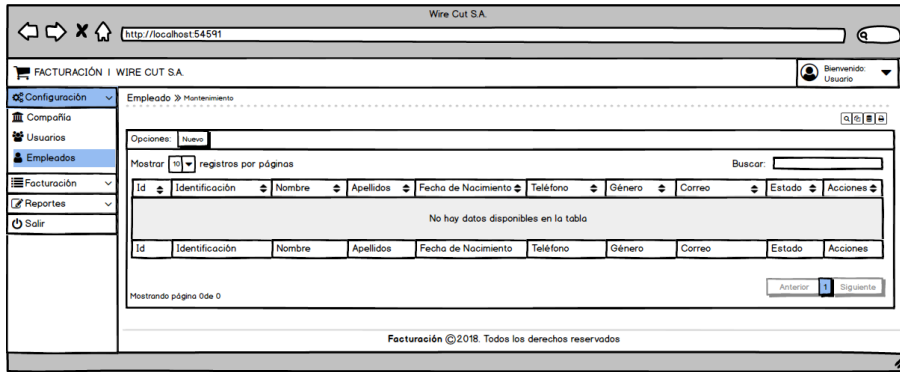 Wire Cut S.A.
http://localhost:54591
FACTURACIÓN | WIRE CUT S.A.
Bienvenido:
Usuario
Configuración
Compañía
Usuarios
Empleados
Facturación
Reportes
Salir
Empleado >> Mantenimiento
Opciones: Nuevo
Mostrar 10 registros por páginas
Buscar:
Id Identificación Nombre Apellidos Fecha de Nacimiento Teléfono Género Correo Estado Acciones
No hay datos disponibles en la tabla
Id Identificación Nombre Apellidos Fecha de Nacimiento Teléfono Género Correo Estado Acciones
Mostrando página 0de 0
Anterior 1 Siguiente
Facturación ©2018. Todos los derechos reservados